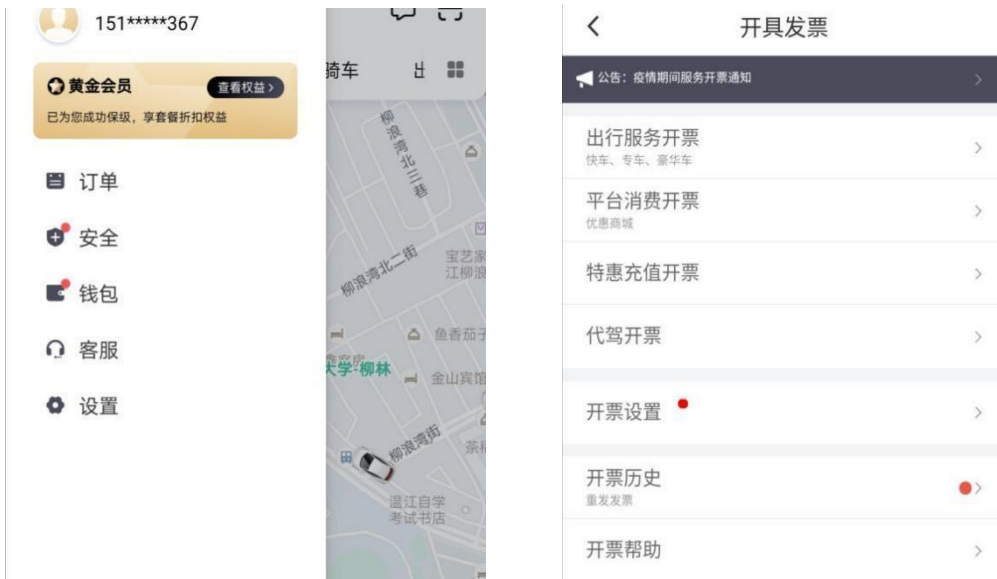 151*****367
黄金会员
查看权益>
已为您成功保级，享套餐折扣权益
订单
安全
钱包
客服
设置
骑车
柳浪湾北三巷
柳浪湾北二街
宝艺家
江柳浪
鱼香茄子
大学-柳林
金山宾馆
柳浪湾街
温江自学
考试书店
开具发票
公告：疫情期间服务开票通知
出行服务开票
快车、专车、豪华车
平台消费开票
优惠商城
特惠充值开票
代驾开票
开票设置
开票历史
重发发票
开票帮助